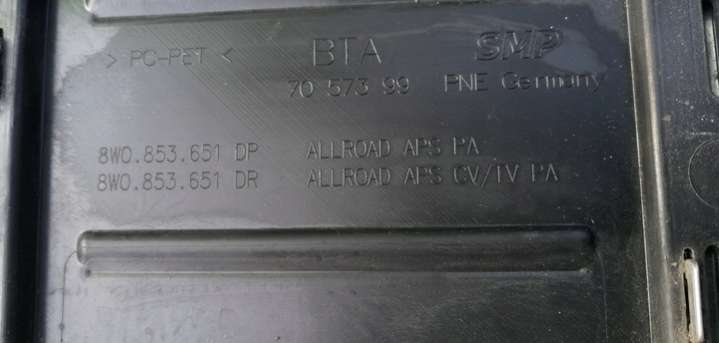 > PC-PET < BTA SMP
70 573 99 PNE Germany
8W0.853.651 DP ALLROAD APS PA
8W0.853.651 DR ALLROAD APS CV/TV PA